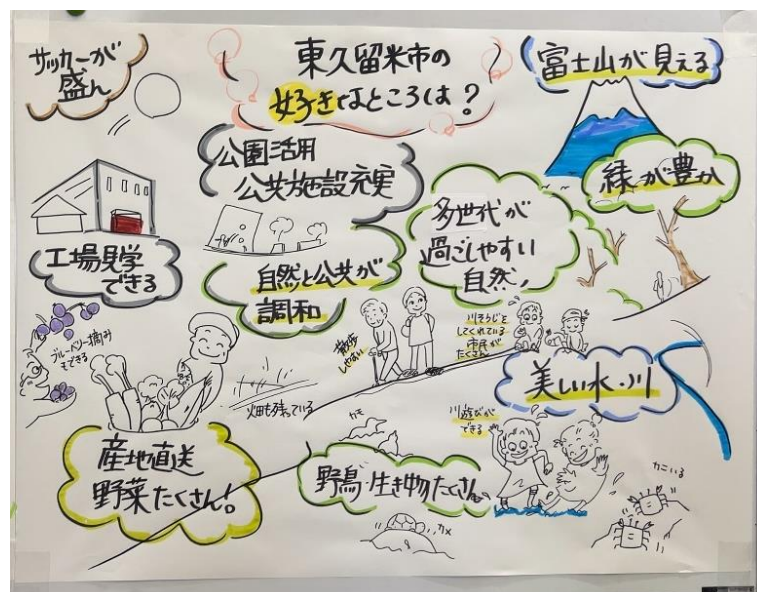 東久留米市の
好きなところは?
サッカーが
盛ん
富士山が見える
公園活用
公共施設充実
緑が豊か
多世代が
過ごしやすい
自然
工場見学
できる
自然と公共が
調和
ブルーベリー摘み
もできる
散歩
しやすい
川そうじを
してくれている
市民が
たくさん
美しい水・川
畑も残っている
カモ
川遊びが
できる
産地直送
野菜たくさん!
野鳥・生き物たくさん
カメ
カニいる